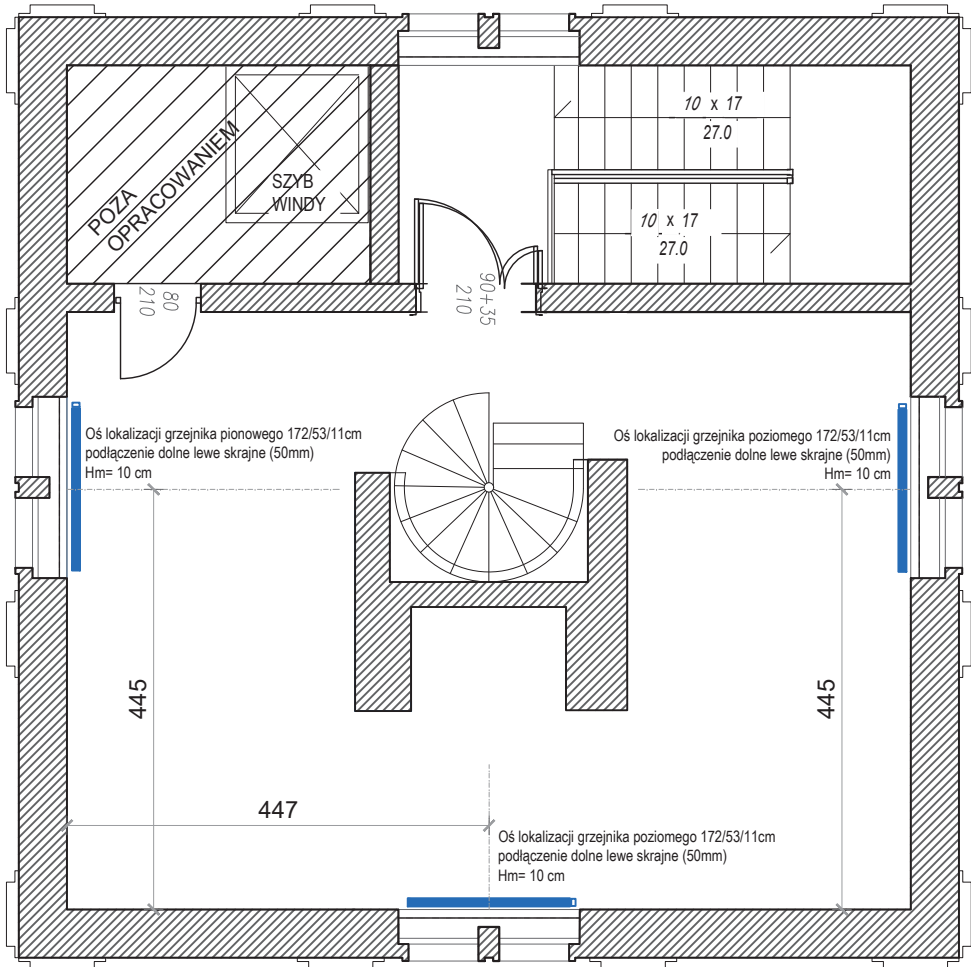 10 x 17
27.0
POZA
OPRACOWANIEM
SZYB
WINDY
10 x 17
27.0
80
210
90+35
210
Oś lokalizacji grzejnika pionowego 172/53/11cm
podłączenie dolne lewe skrajne (50mm)
Hm= 10 cm
Oś lokalizacji grzejnika poziomego 172/53/11cm
podłączenie dolne lewe skrajne (50mm)
Hm= 10 cm
445
445
447
Oś lokalizacji grzejnika poziomego 172/53/11cm
podłączenie dolne lewe skrajne (50mm)
Hm= 10 cm